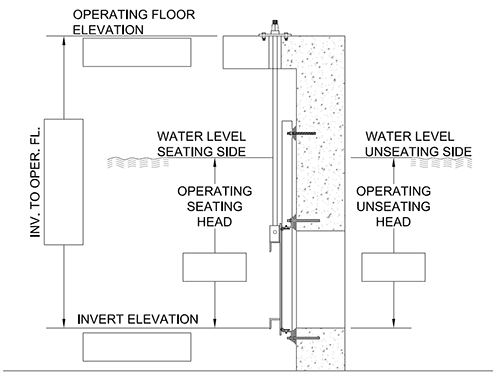 OPERATING FLOOR
ELEVATION
INV. TO OPER. FL.
WATER LEVEL
SEATING SIDE
WATER LEVEL
UNSEATING SIDE
OPERATING
SEATING
HEAD
OPERATING
UNSEATING
HEAD
INVERT ELEVATION